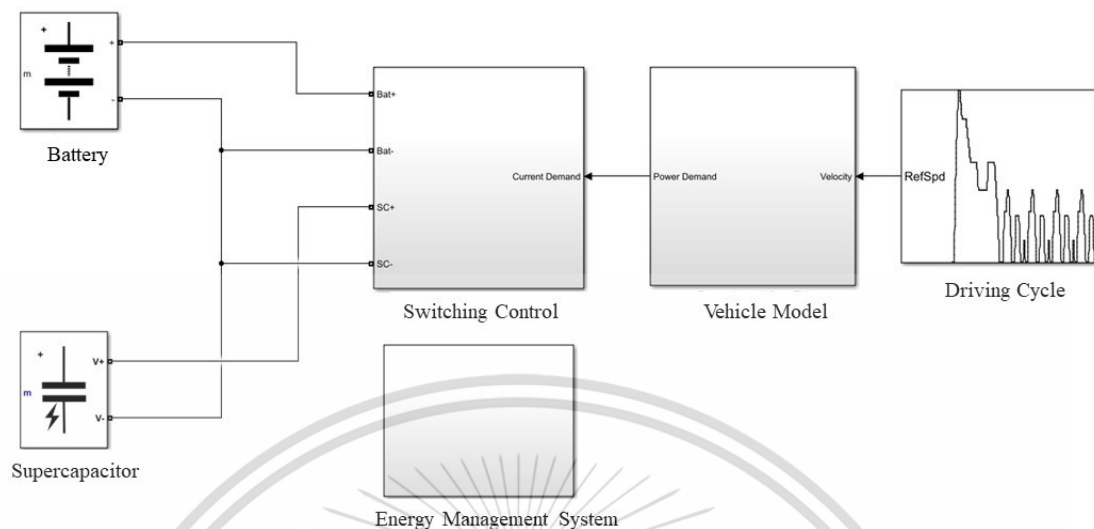 +
m
+
-
Battery
Bat+
Bat-
SC+
SC-
Current Demand
Switching Control
Power Demand
Velocity
Vehicle Model
RefSpd
Driving Cycle
+
m
V+
V-
Supercapacitor
Energy Management System